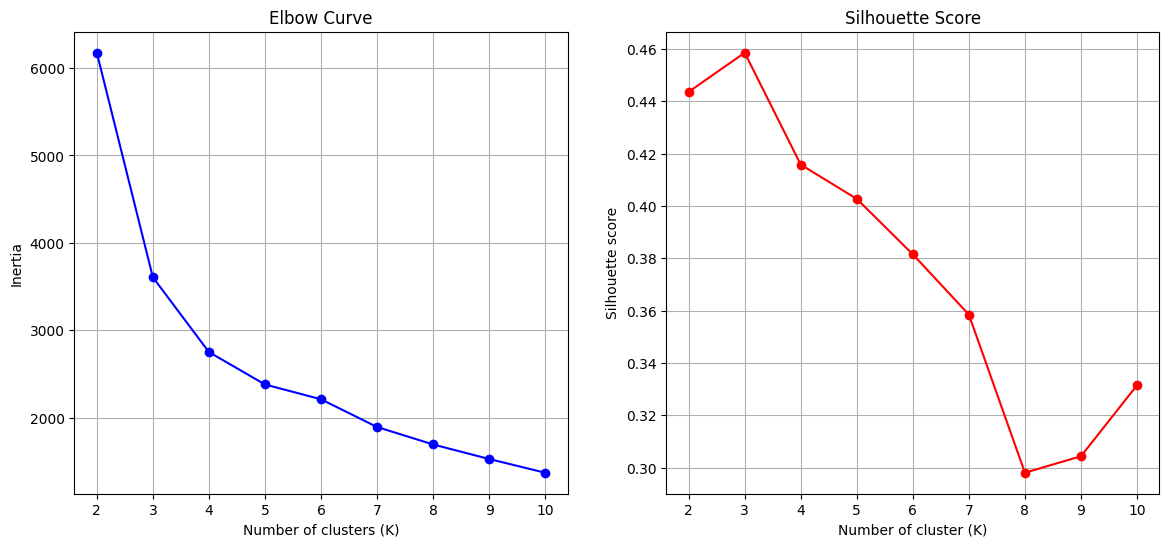 Elbow Curve
6000
5000
4000
3000
2000
Inertia
2 3 4 5 6 7 8 9 10
Number of clusters (K)
Silhouette Score
0.46
0.44
0.42
0.40
0.38
0.36
0.34
0.32
0.30
Silhouette score
2 3 4 5 6 7 8 9 10
Number of cluster (K)